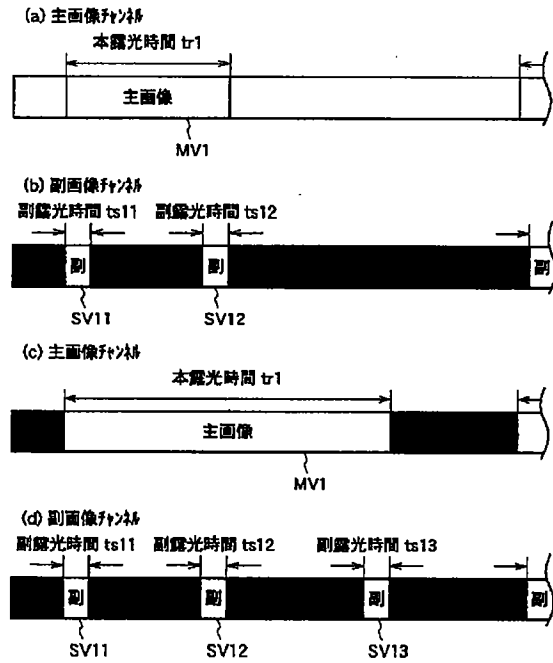 (a) 主画像チャンネル
本露光時間 tr1
主画像
MV1
(b) 副画像チャンネル
副露光時間 ts11 副露光時間 ts12
副 副 副
SV11 SV12
(c) 主画像チャンネル
本露光時間 tr1
主画像
MV1
(d) 副画像チャンネル
副露光時間 ts11 副露光時間 ts12 副露光時間 ts13
副 副 副 副
SV11 SV12 SV13